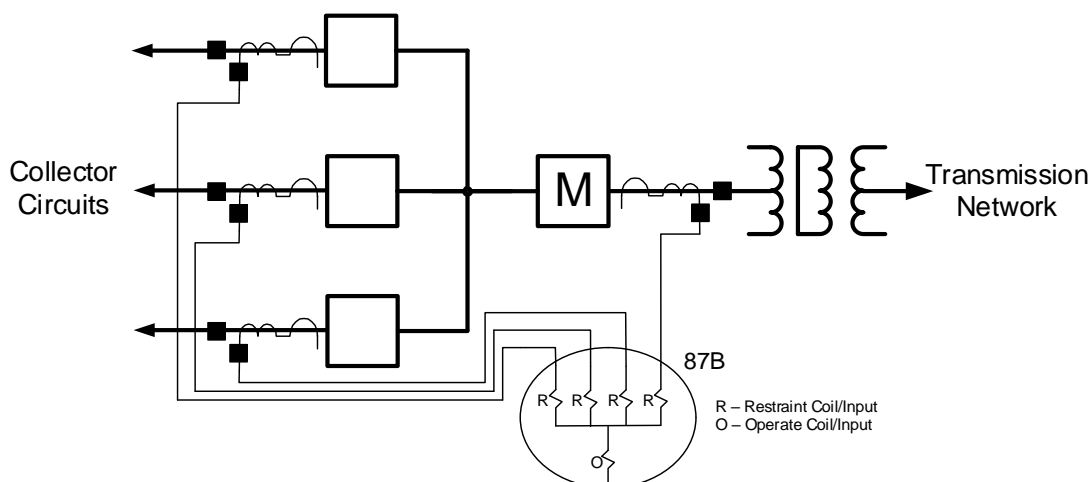 Collector
Circuits
M
Transmission
Network
87B
R
R
R
R
R – Restraint Coil/Input
O – Operate Coil/Input
O